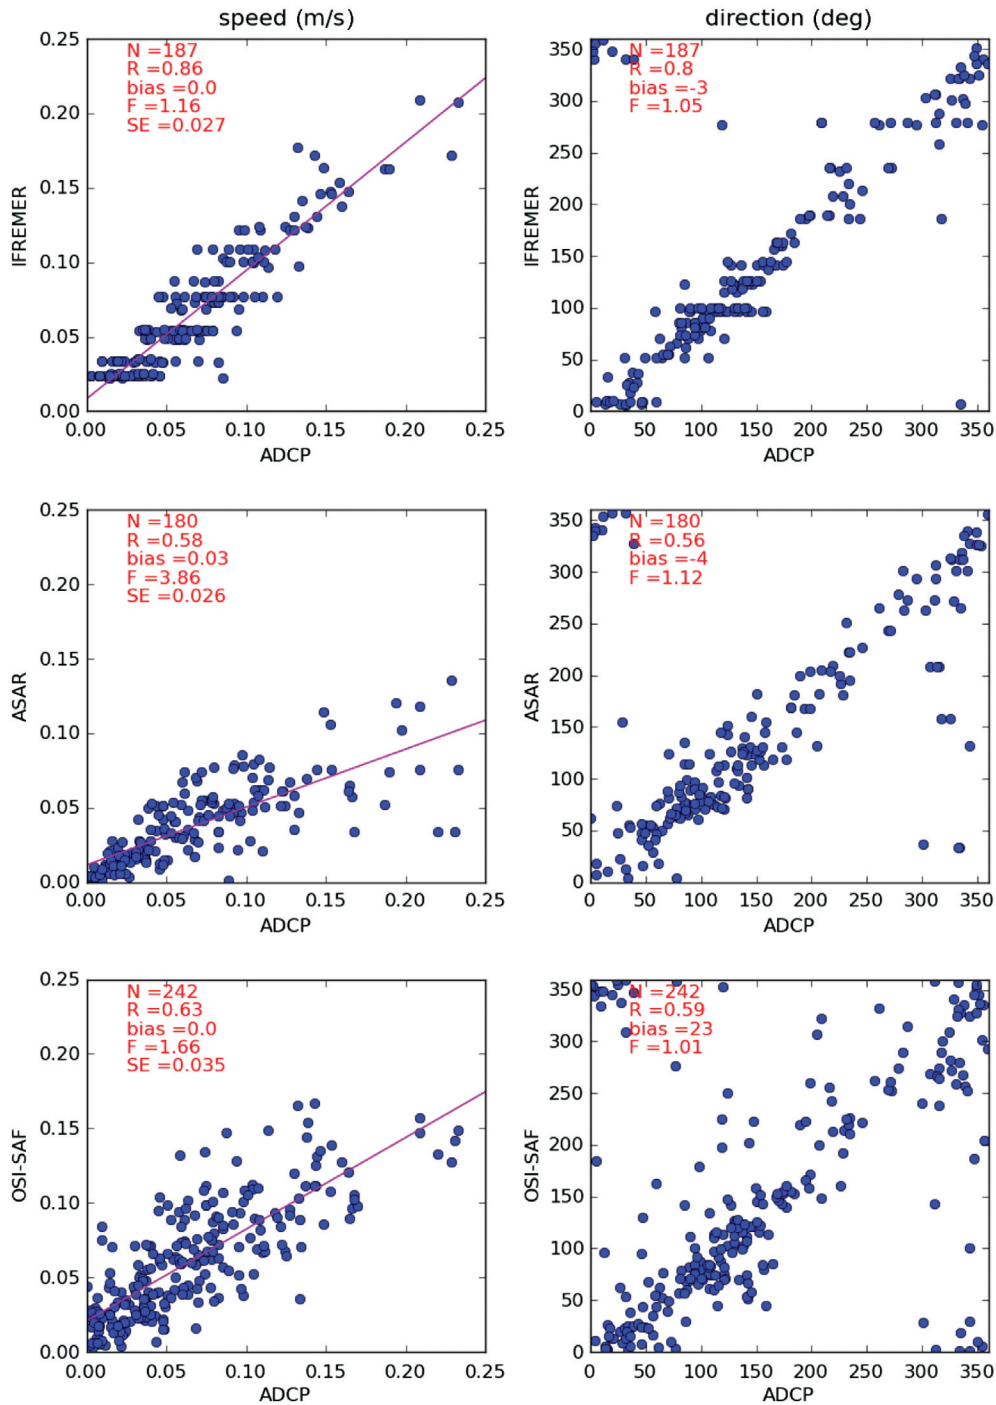 speed (m/s)
direction (deg)
0.25
0.20
0.15
0.10
0.05
0.00
IFREMER
N =187
R =0.86
bias =0.0
F =1.16
SE =0.027
0.00 0.05 0.10 0.15 0.20 0.25
ADCP
350
300
250
200
150
100
50
0
IFREMER
N =187
R =0.8
bias =-3
F =1.05
0 50 100 150 200 250 300 350
ADCP
0.25
0.20
0.15
0.10
0.05
0.00
ASAR
N =180
R =0.58
bias =0.03
F =3.86
SE =0.026
0.00 0.05 0.10 0.15 0.20 0.25
ADCP
350
300
250
200
150
100
50
0
ASAR
N =180
R =0.56
bias =-4
F =1.12
0 50 100 150 200 250 300 350
ADCP
0.25
0.20
0.15
0.10
0.05
0.00
OSI-SAF
N =242
R =0.63
bias =0.0
F =1.66
SE =0.035
0.00 0.05 0.10 0.15 0.20 0.25
ADCP
350
300
250
200
150
100
50
0
OSI-SAF
N =242
R =0.59
bias =23
F =1.01
0 50 100 150 200 250 300 350
ADCP